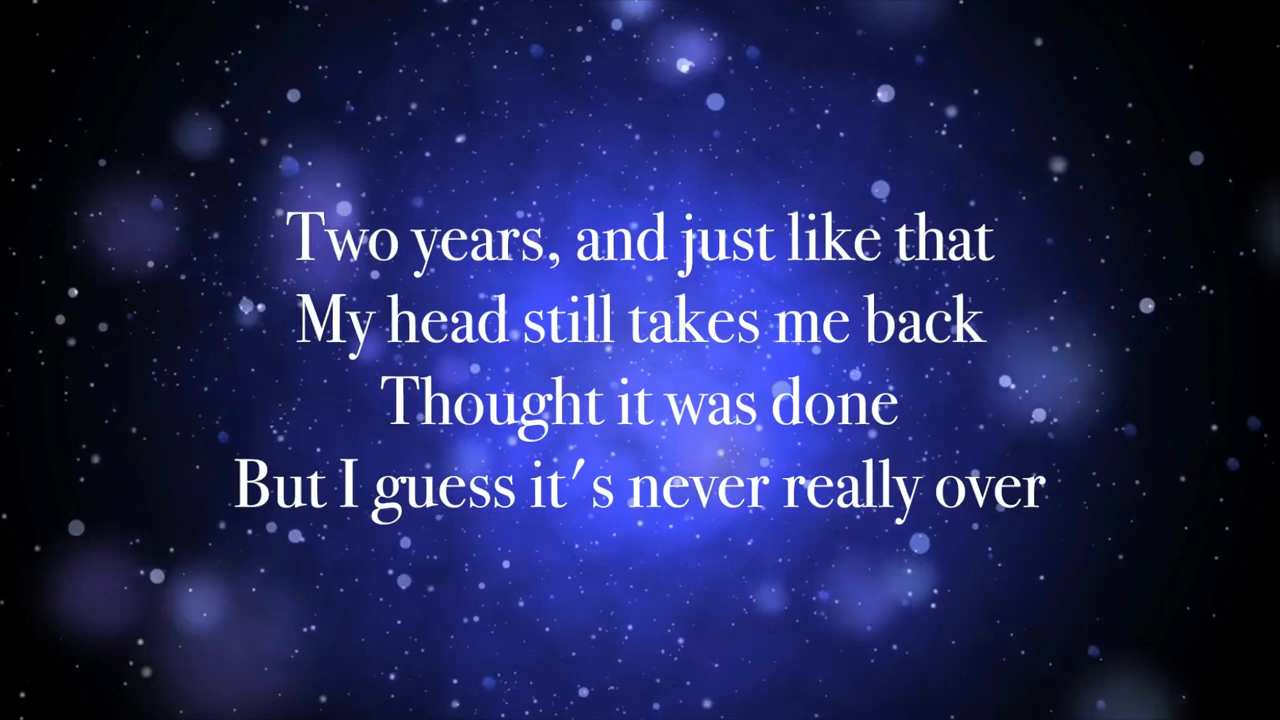 Two years, and just like that
My head still takes me back
Thought it was done
But I guess it's never really over